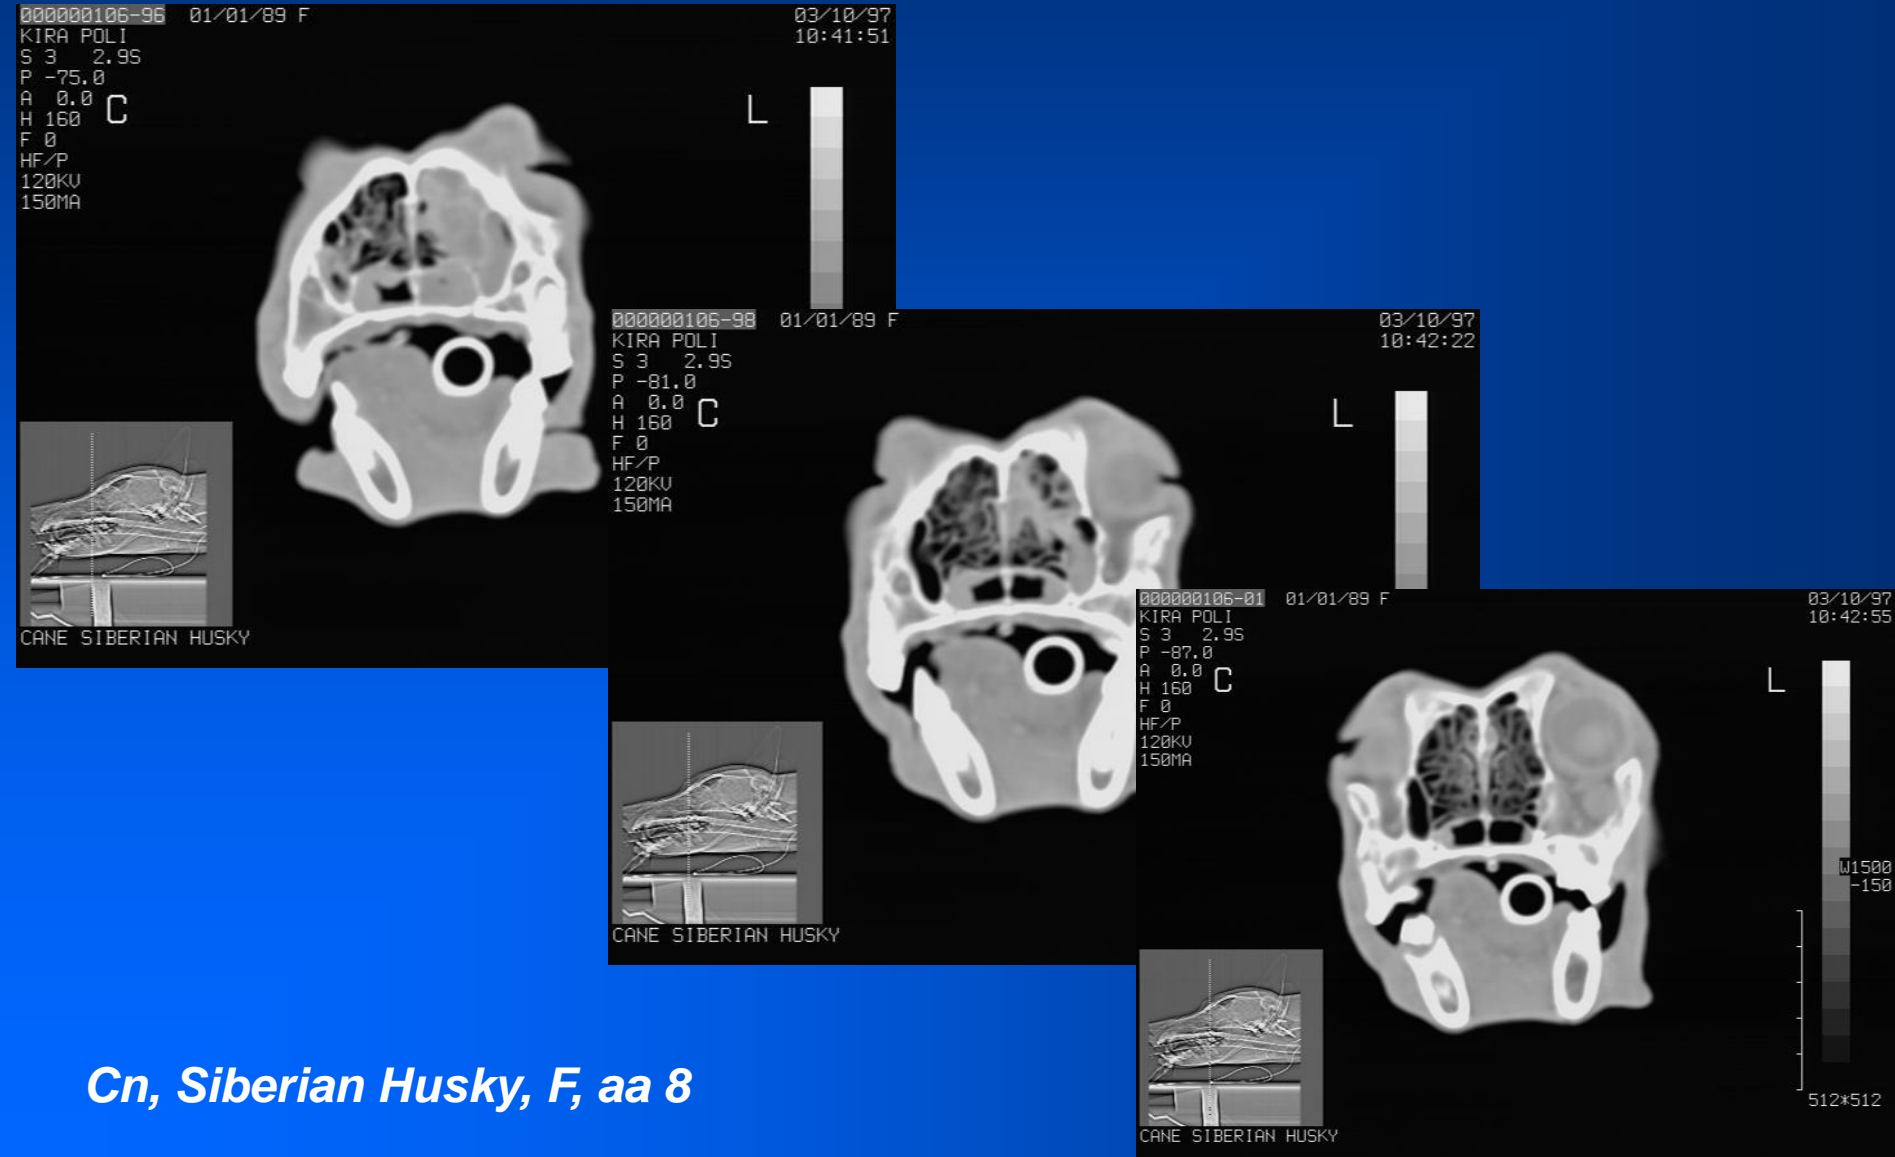 000000106-96 01/01/89 F 03/10/97
KIRA POLI 10:41:51
S 3 2.9S
P -75.0
A 0.0 C L
H 160
F 0
HF/P
120KV
150MA
CANE SIBERIAN HUSKY
000000106-98 01/01/89 F 03/10/97
KIRA POLI 10:42:22
S 3 2.9S
P -81.0
A 0.0 C L
H 160
F 0
HF/P
120KV
150MA
CANE SIBERIAN HUSKY
000000106-01 01/01/89 F 03/10/97
KIRA POLI 10:42:55
S 3 2.9S
P -87.0
A 0.0 C L
H 160
F 0
HF/P
120KV
150MA
W1500
-150
512*512
CANE SIBERIAN HUSKY
Cn, Siberian Husky, F, aa 8